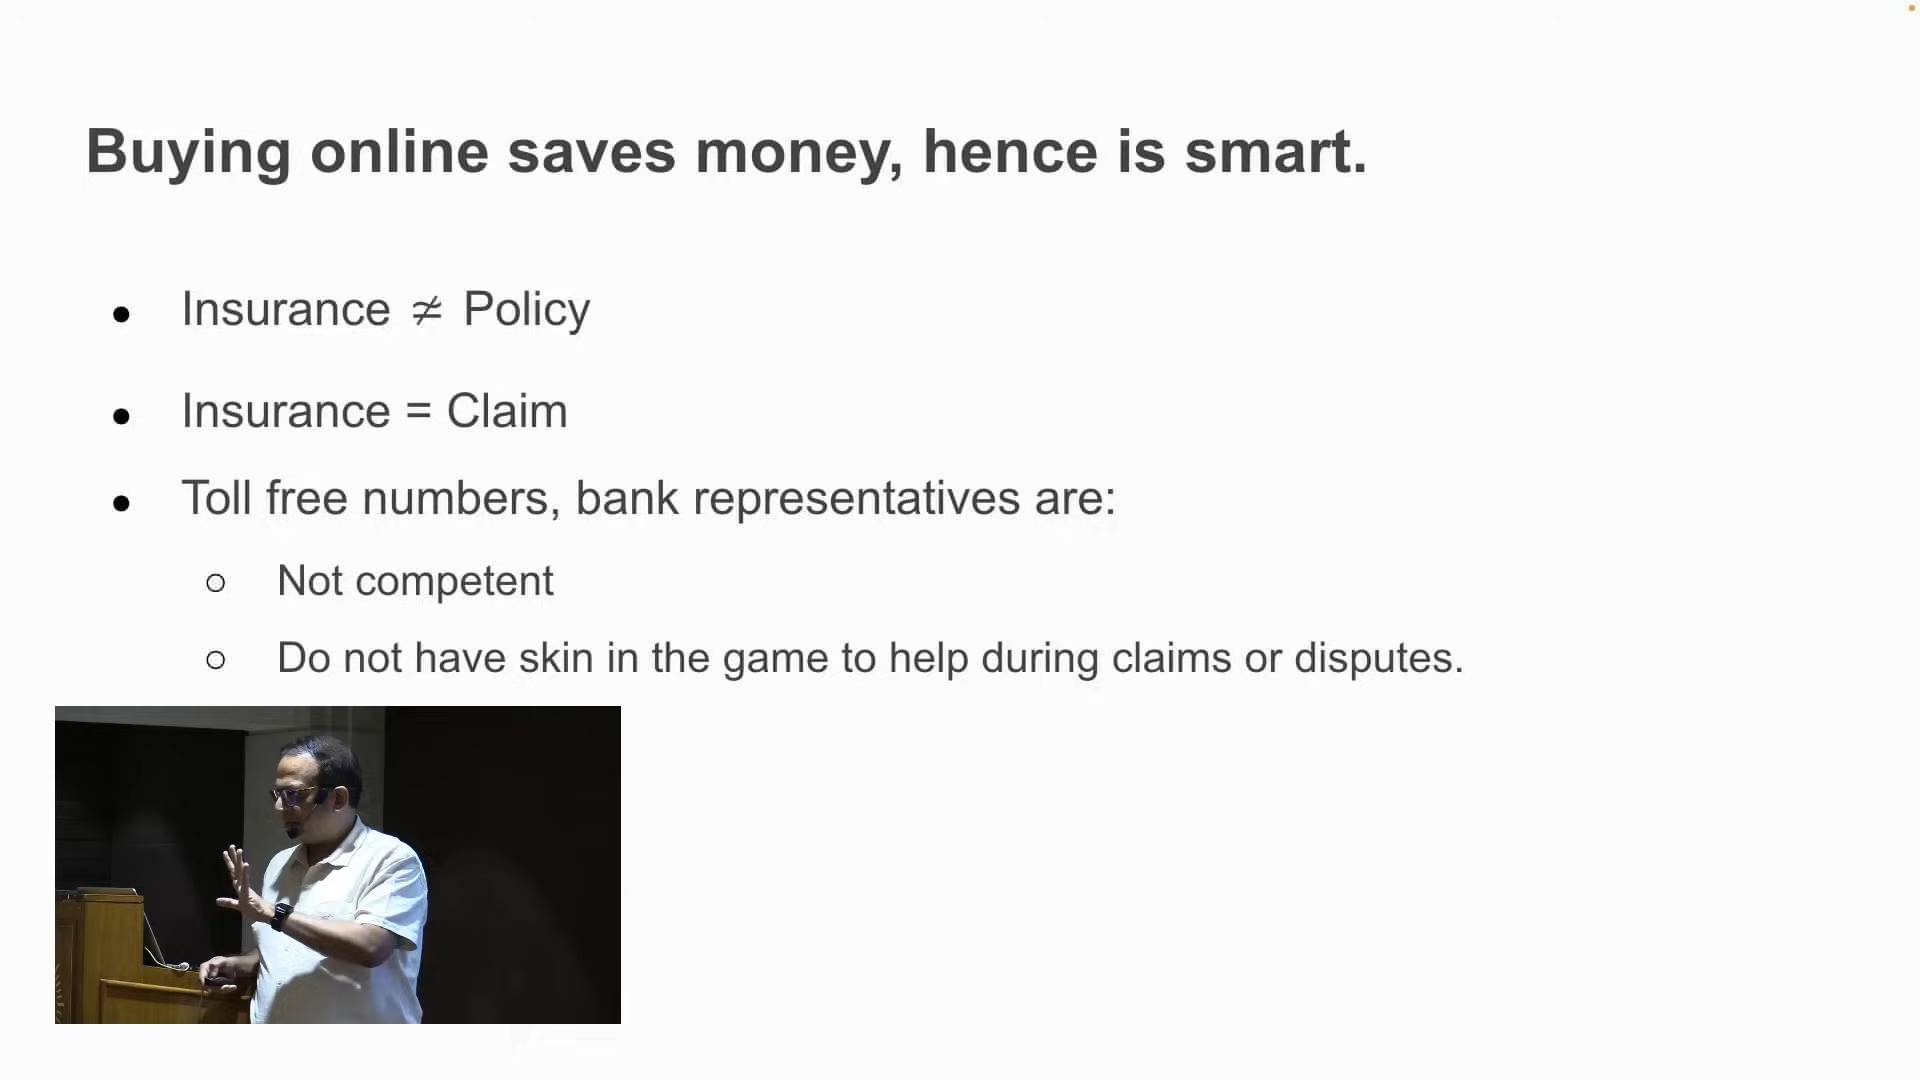 Buying online saves money, hence is smart.
● Insurance ≄ Policy
● Insurance = Claim
● Toll free numbers, bank representatives are:
○ Not competent
○ Do not have skin in the game to help during claims or disputes.